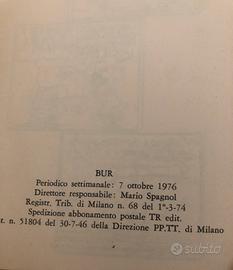 BUR
Periodico settimanale: 7 ottobre 1976
Direttore responsabile: Mario Spagnol
Registr. Trib. di Milano n. 68 del 1°-3-74
Spedizione abbonamento postale TR edit.
t. n. 51804 del 30-7-46 della Direzione PP.TT. di Milano
subito